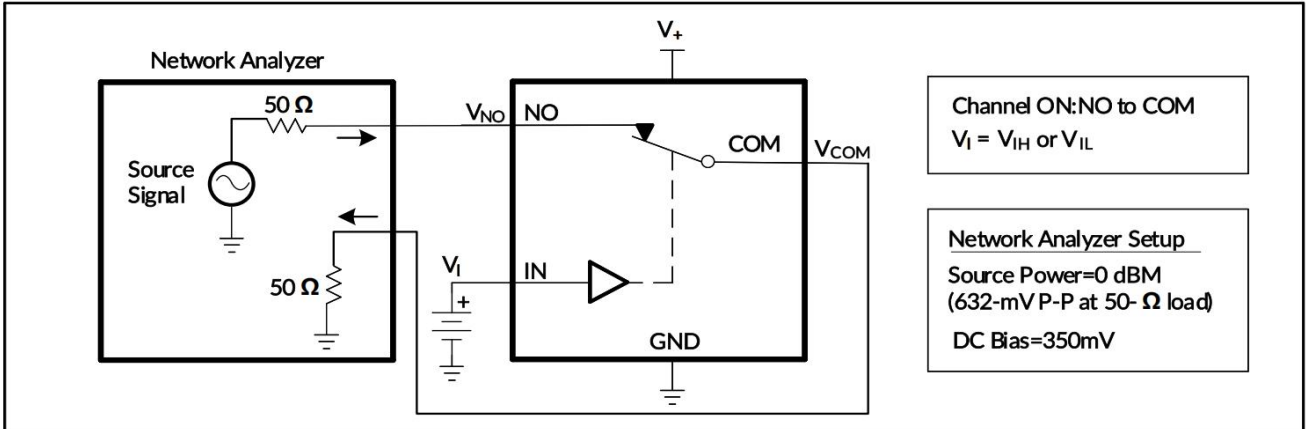 Network Analyzer
50 Ω
Source
Signal
50 Ω
V+
VNO
NO
COM
VCOM
VI
+
IN
GND
Channel ON:NO to COM
VI = VIH or VIL
Network Analyzer Setup
Source Power=0 dBM
(632-mV P-P at 50- Ω load)
DC Bias=350mV